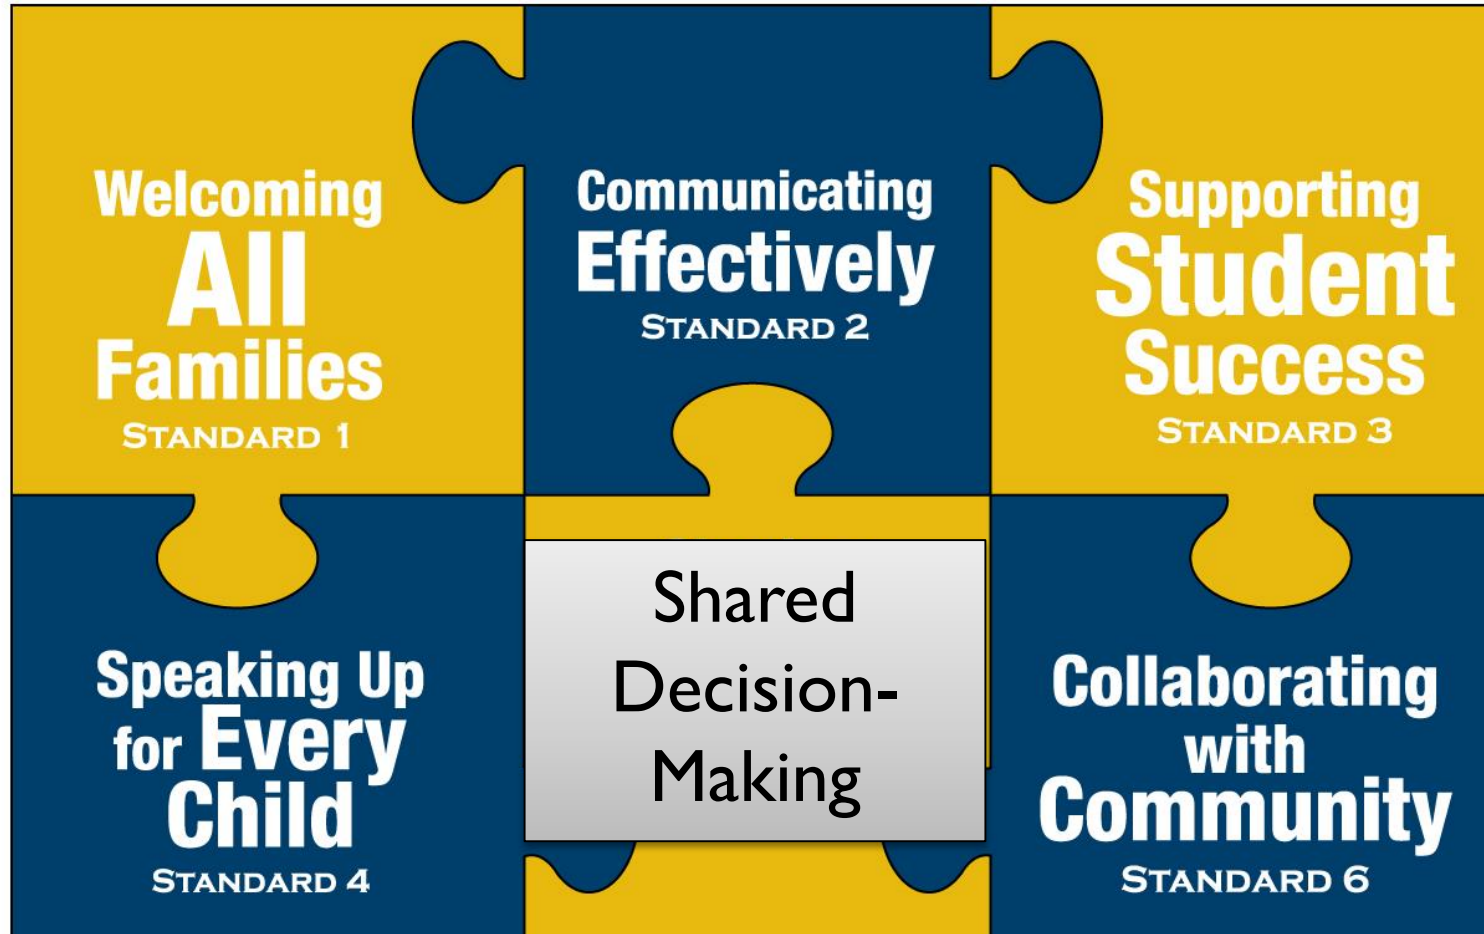 Welcoming
All
Families
STANDARD 1
Communicating
Effectively
STANDARD 2
Supporting
Student
Success
STANDARD 3
Speaking Up
for Every
Child
STANDARD 4
Shared
Decision-
Making
Collaborating
with
Community
STANDARD 6